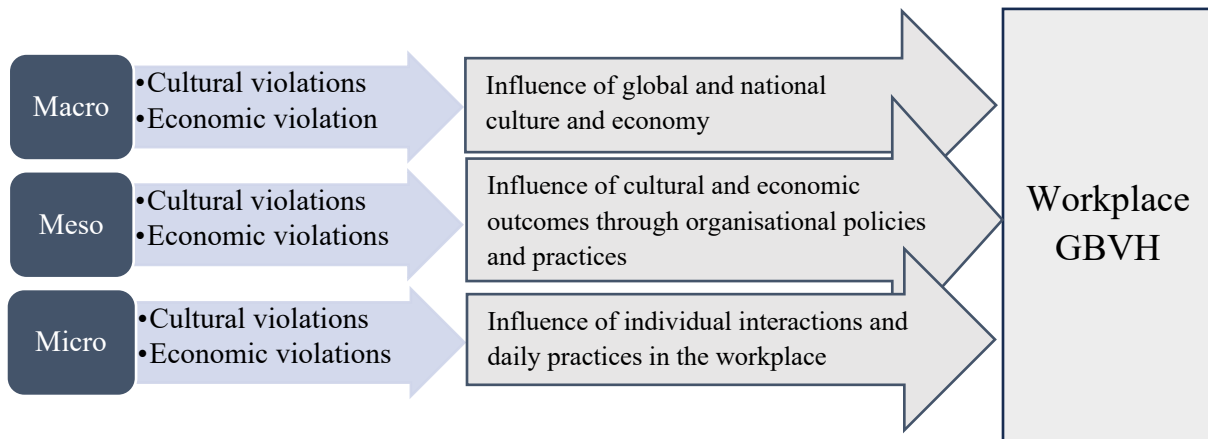 Macro
•Cultural violations
•Economic violation
Influence of global and national
culture and economy
Meso
•Cultural violations
•Economic violations
Influence of cultural and economic
outcomes through organisational policies
and practices
Micro
•Cultural violations
•Economic violations
Influence of individual interactions and
daily practices in the workplace
Workplace
GBVH